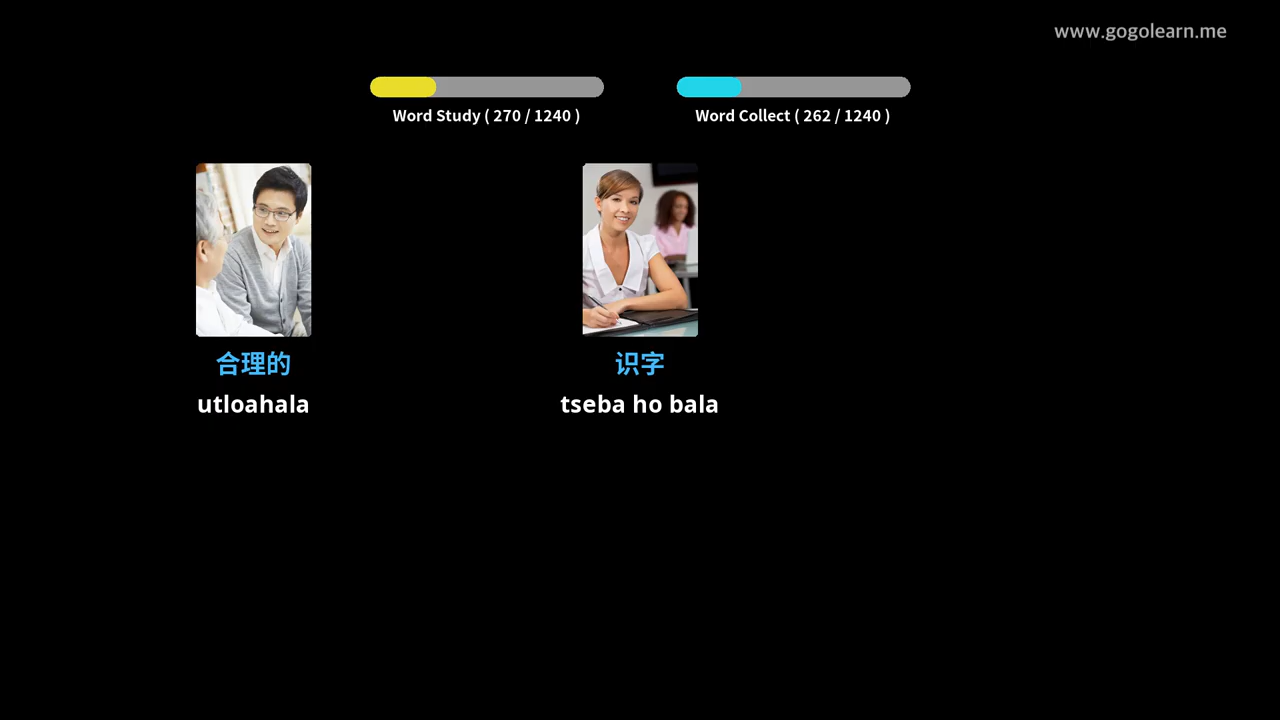 www.gogolearn.me
Word Study ( 270 / 1240 )
Word Collect ( 262 / 1240 )
合理的
识字
utloahala
tseba ho bala